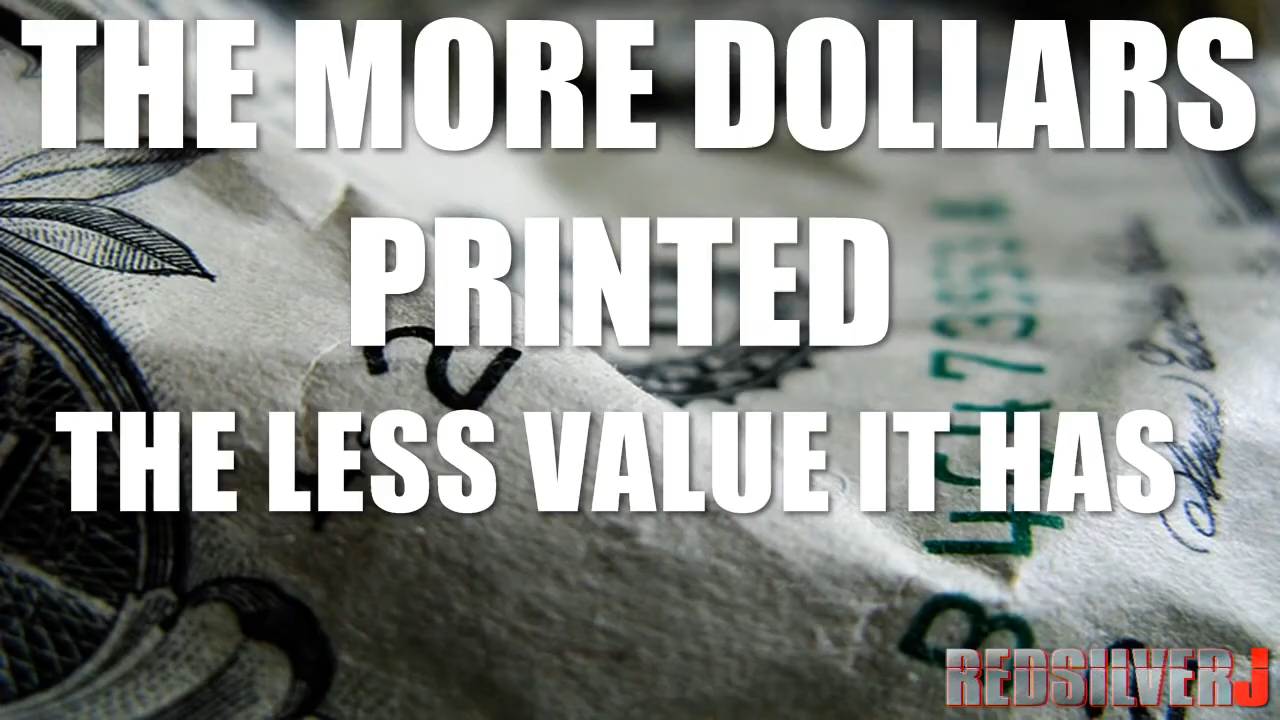 THE MORE DOLLARS
PRINTED
THE LESS VALUE IT HAS
REDSILVERJ